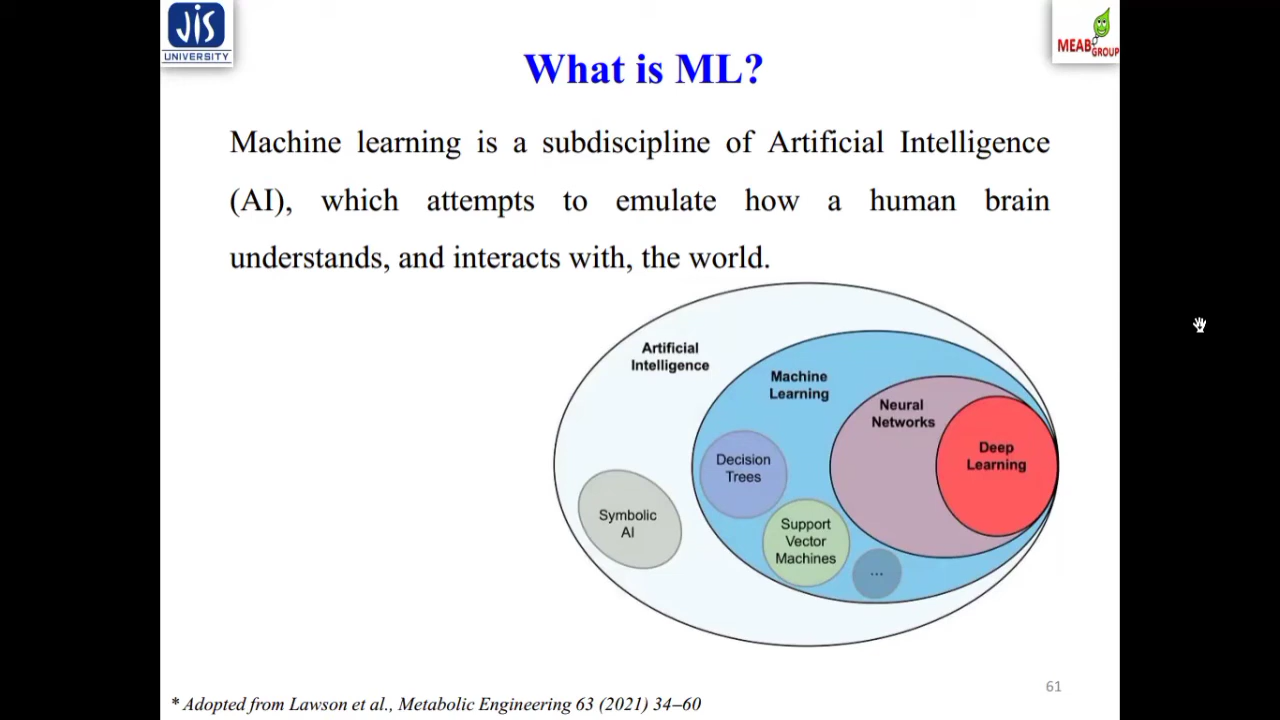 JIS
UNIVERSITY
MEAB
GROUP
What is ML?
Machine learning is a subdiscipline of Artificial Intelligence
(AI), which attempts to emulate how a human brain
understands, and interacts with, the world.
Artificial
Intelligence
Machine
Learning
Neural
Networks
Deep
Learning
Decision
Trees
Symbolic
AI
Support
Vector
Machines
...
61
* Adopted from Lawson et al., Metabolic Engineering 63 (2021) 34–60